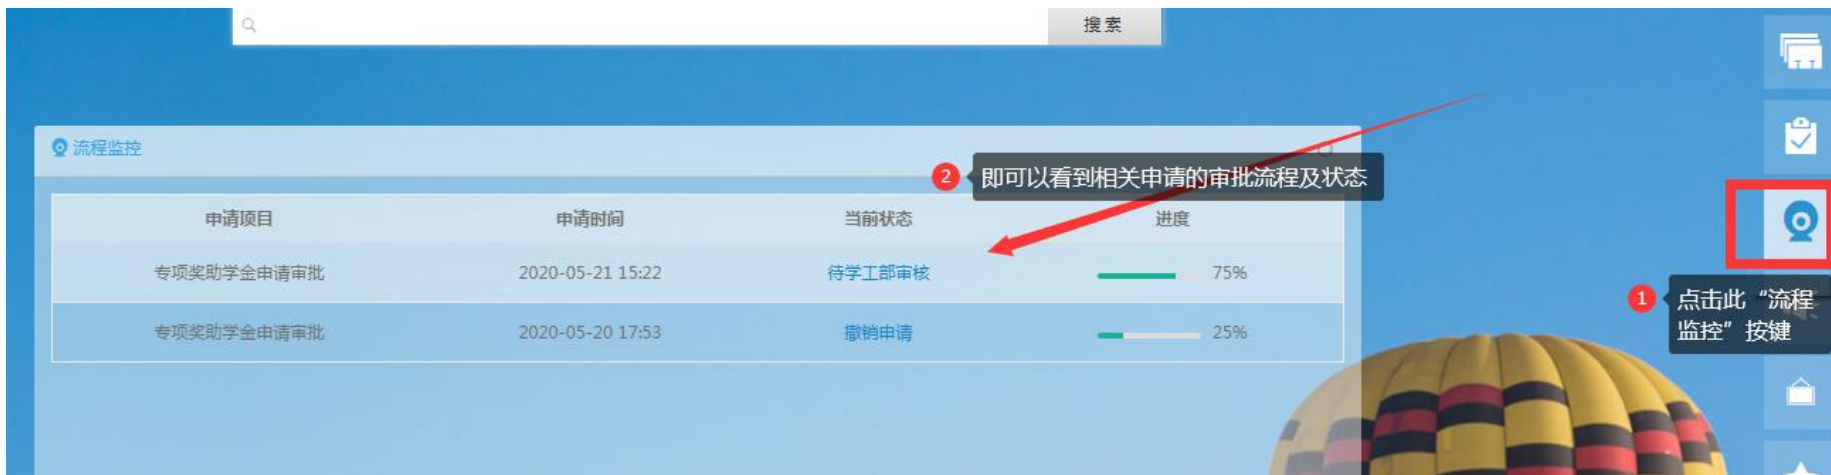 搜索
流程监控
2 即可以看到相关申请的审批流程及状态
申请项目 申请时间 当前状态 进度
专项奖助学金申请审批 2020-05-21 15:22 待学工部审核 75%
专项奖助学金申请审批 2020-05-20 17:53 撤销申请 25%
1 点击此“流程
监控”按键